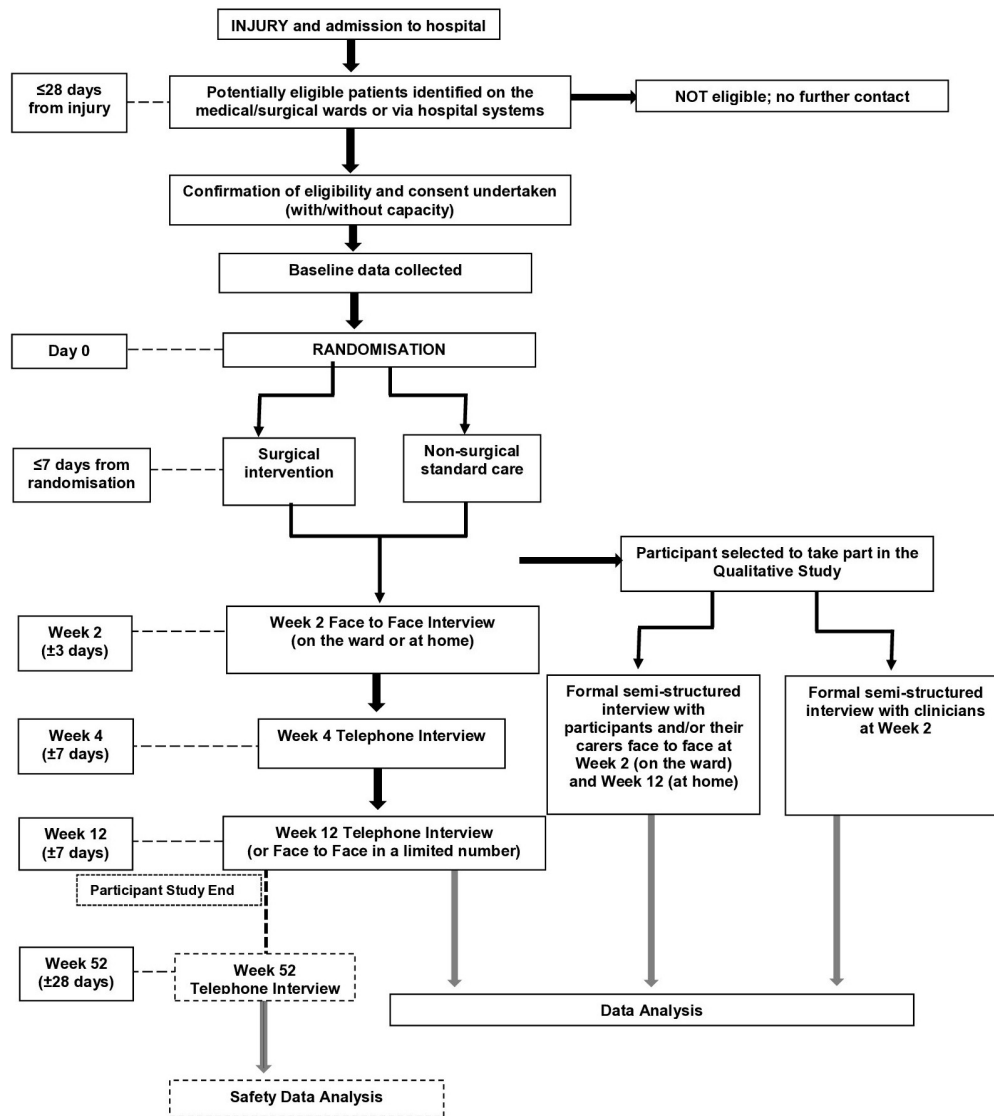 INJURY and admission to hospital
≤28 days
from injury
Potentially eligible patients identified on the
medical/surgical wards or via hospital systems
NOT eligible; no further contact
Confirmation of eligibility and consent undertaken
(with/without capacity)
Baseline data collected
Day 0
RANDOMISATION
≤7 days from
randomisation
Surgical
intervention
Non-surgical
standard care
Participant selected to take part in the
Qualitative Study
Week 2
(±3 days)
Week 2 Face to Face Interview
(on the ward or at home)
Formal semi-structured
interview with
participants and/or their
carers face to face at
Week 2 (on the ward)
and Week 12 (at home)
Formal semi-structured
interview with clinicians
at Week 2
Week 4
(±7 days)
Week 4 Telephone Interview
Week 12
(±7 days)
Week 12 Telephone Interview
(or Face to Face in a limited number)
Participant Study End
Week 52
(±28 days)
Week 52
Telephone Interview
Data Analysis
Safety Data Analysis